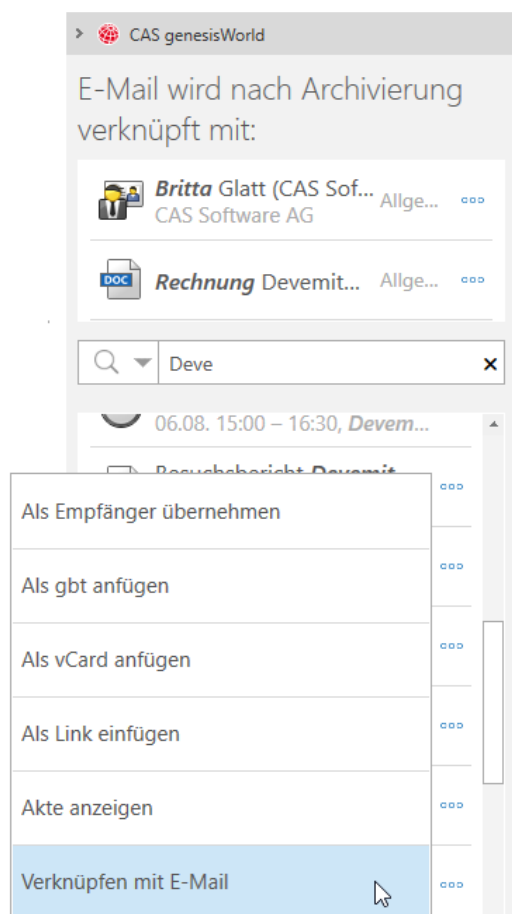 CAS genesisWorld
E-Mail wird nach Archivierung
verknüpft mit:
Britta Glatt (CAS Sof... Allge...
CAS Software AG
DOC
Rechnung Devemit... Allge...
Deve
06.08. 15:00 – 16:30, Devem...
Besuchsbericht Devemit...
Als Empfänger übernehmen
Als gbt anfügen
Als vCard anfügen
Als Link einfügen
Akte anzeigen
Verknüpfen mit E-Mail